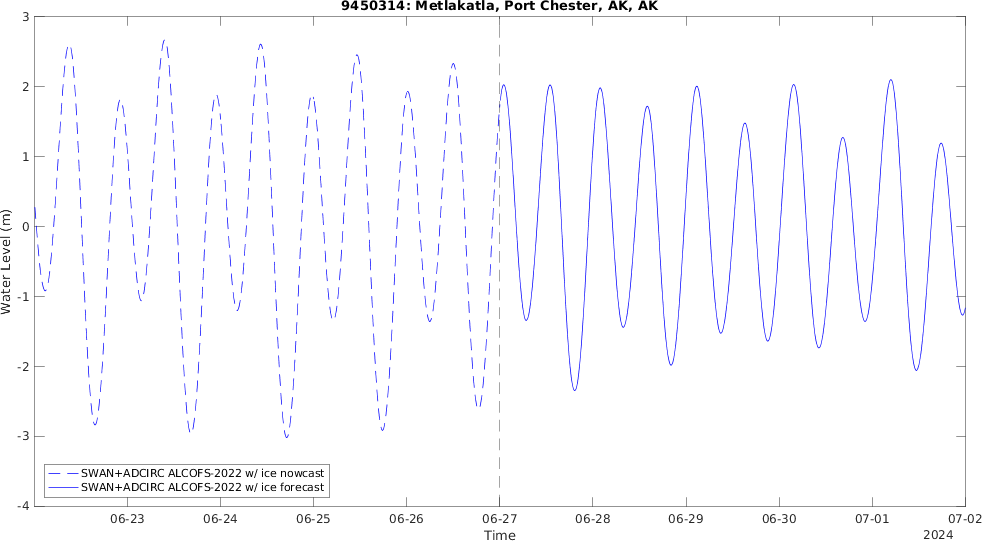 9450314: Metlakatla, Port Chester, AK, AK
3
2
1
0
-1
-2
-3
-4
Water Level (m)
SWAN+ADCIRC ALCOFS-2022 w/ ice nowcast
SWAN+ADCIRC ALCOFS-2022 w/ ice forecast
06-23 06-24 06-25 06-26 06-27 06-28 06-29 06-30 07-01 07-02
Time
2024